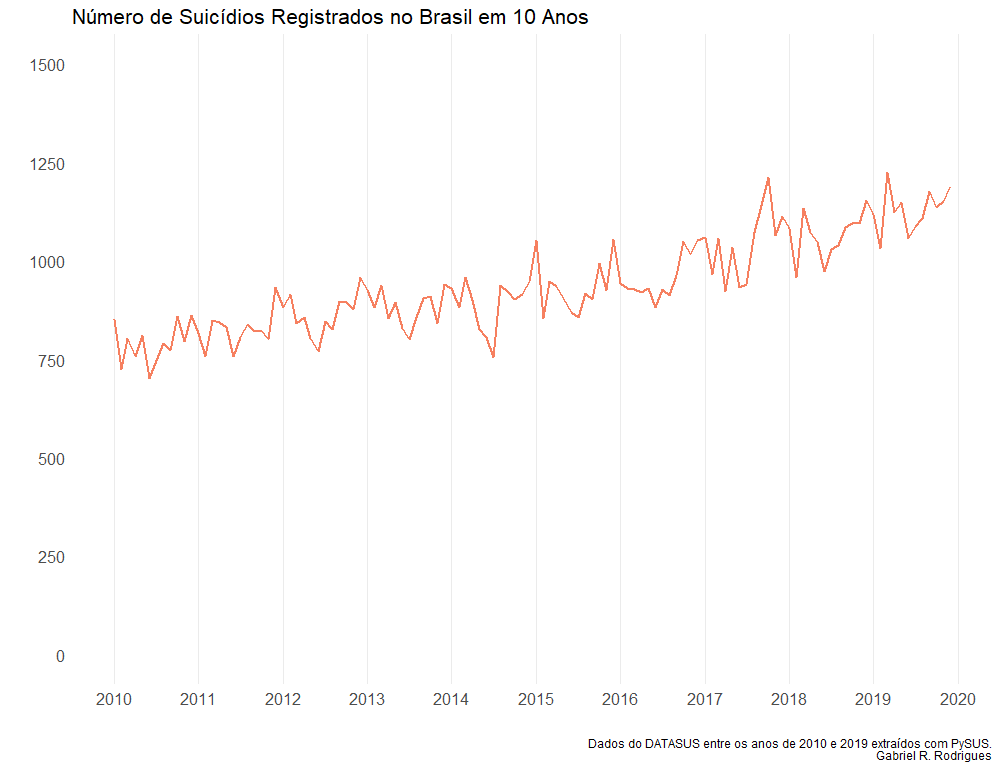 Número de Suicídios Registrados no Brasil em 10 Anos
1500
1250
1000
750
500
250
0
2010 2011 2012 2013 2014 2015 2016 2017 2018 2019 2020
Dados do DATASUS entre os anos de 2010 e 2019 extraídos com PySUS.
Gabriel R. Rodrigues